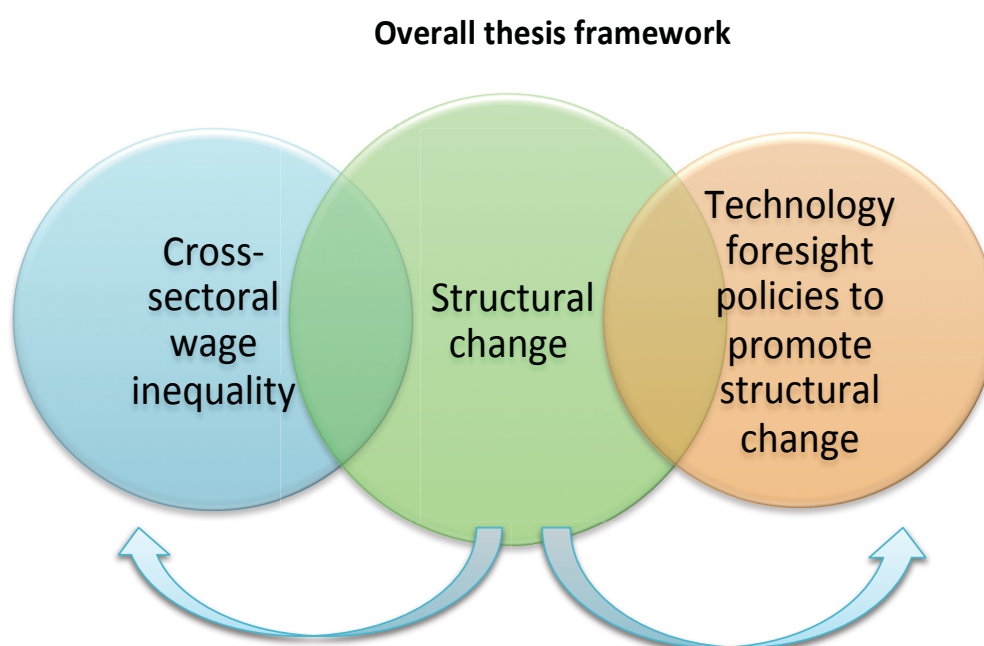 Overall thesis framework
Cross-
sectoral
wage
inequality
Structural
change
Technology
foresight
policies to
promote
structural
change